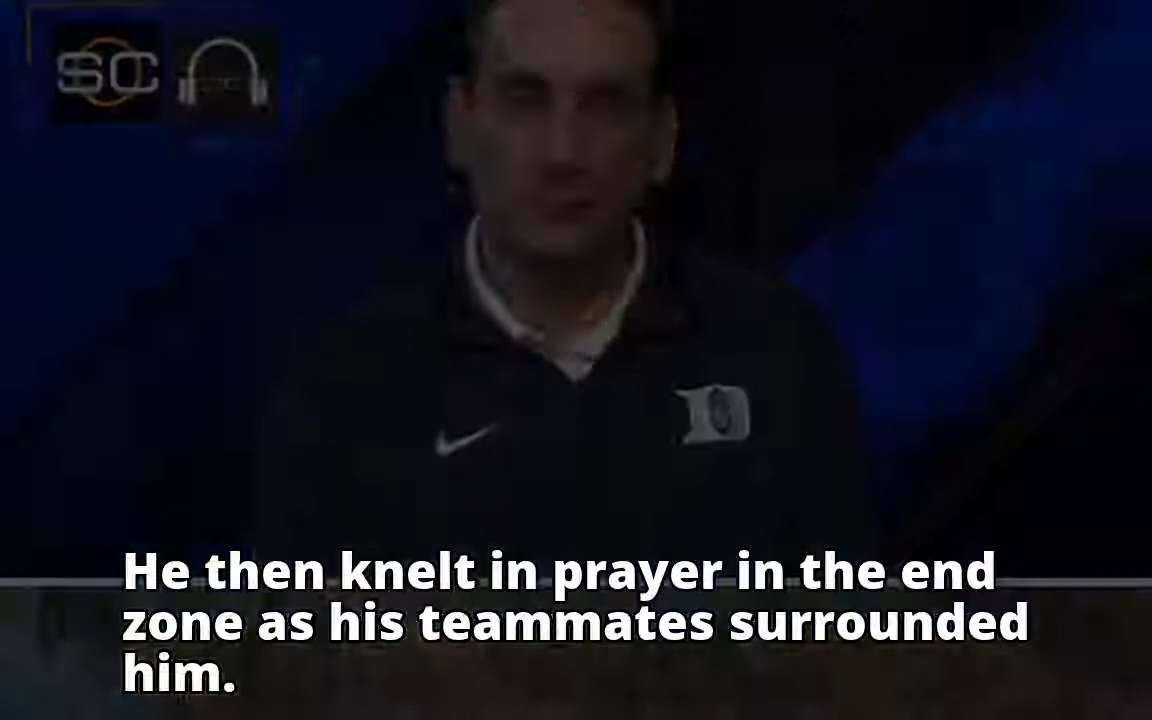 SC
He then knelt in prayer in the end
zone as his teammates surrounded
him.